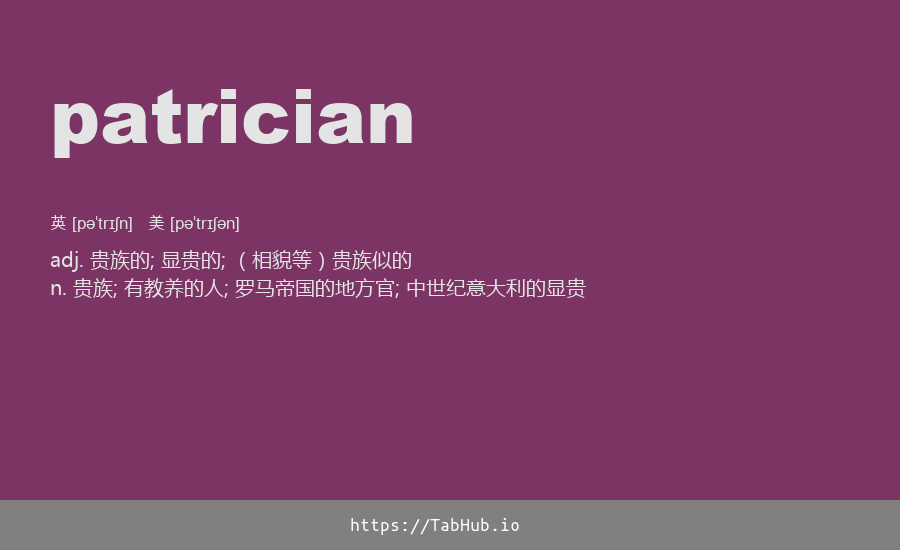 patrician
英 [pəˈtrɪʃn]   美 [pəˈtrɪʃən]
adj. 贵族的; 显贵的; （相貌等）贵族似的
n. 贵族; 有教养的人; 罗马帝国的地方官; 中世纪意大利的显贵
https://TabHub.io